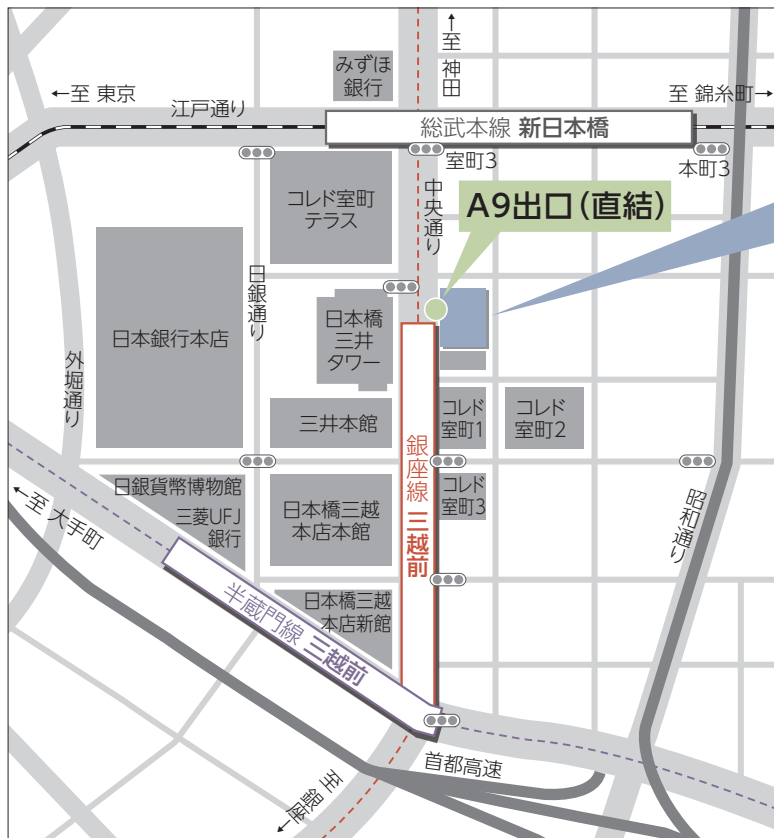 ←至 神田
みずほ
銀行
←至 東京
江戸通り
至 錦糸町→
総武本線 新日本橋
室町3
本町3
コレド室町
テラス
中央通り
A9出口（直結）
日銀通り
日本橋
三井
タワー
日本銀行本店
外堀通り
三井本館
コレド
室町1
コレド
室町2
銀座線 三越前
日銀貨幣博物館
三菱UFJ
銀行
日本橋三越
本店本館
コレド
室町3
昭和通り
←至 大手町
半蔵門線 三越前
日本橋三越
本店新館
首都高速
至 銀座→